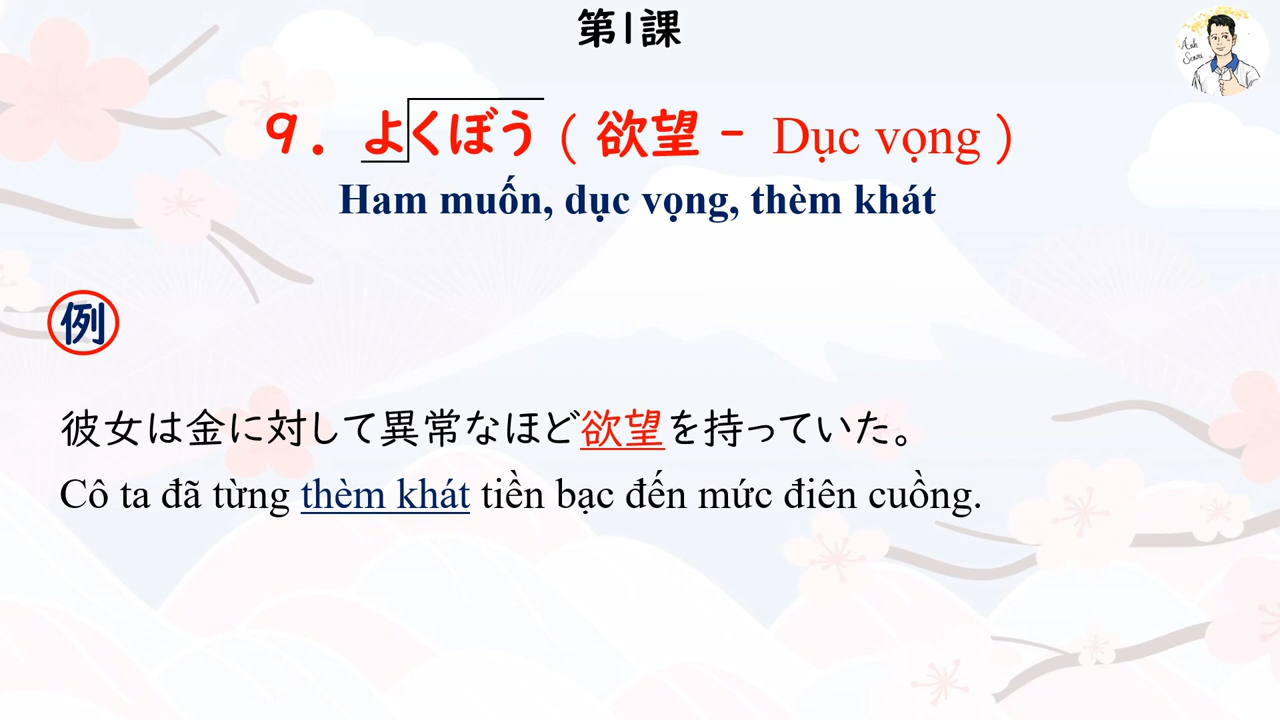 第1課
Ánh
Sensei
9. よくぼう ( 欲望 - Dục vọng )
Ham muốn, dục vọng, thèm khát
例
彼女は金に対して異常なほど欲望を持っていた。
Cô ta đã từng thèm khát tiền bạc đến mức điên cuồng.